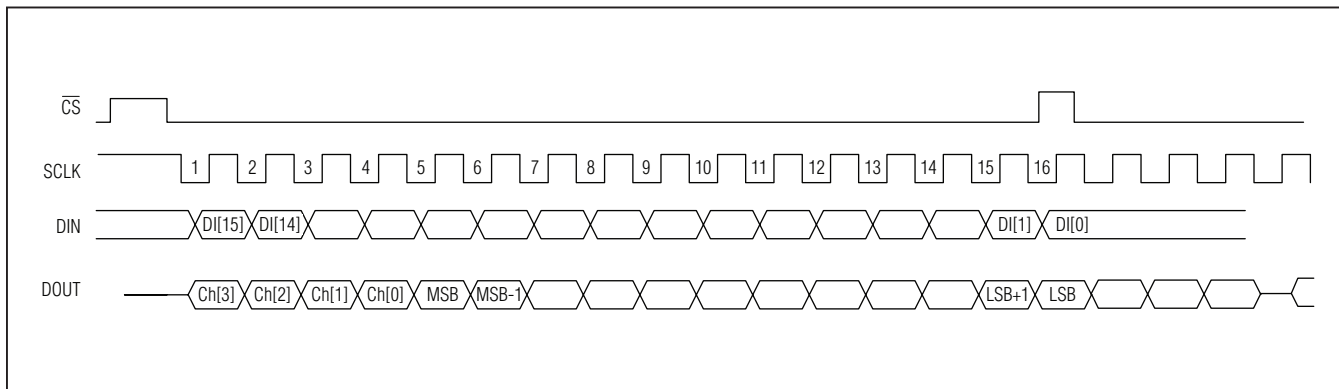 C̅S̅
SCLK 1 2 3 4 5 6 7 8 9 10 11 12 13 14 15 16
DIN DI[15] DI[14] DI[1] DI[0]
DOUT Ch[3] Ch[2] Ch[1] Ch[0] MSB MSB-1 LSB+1 LSB